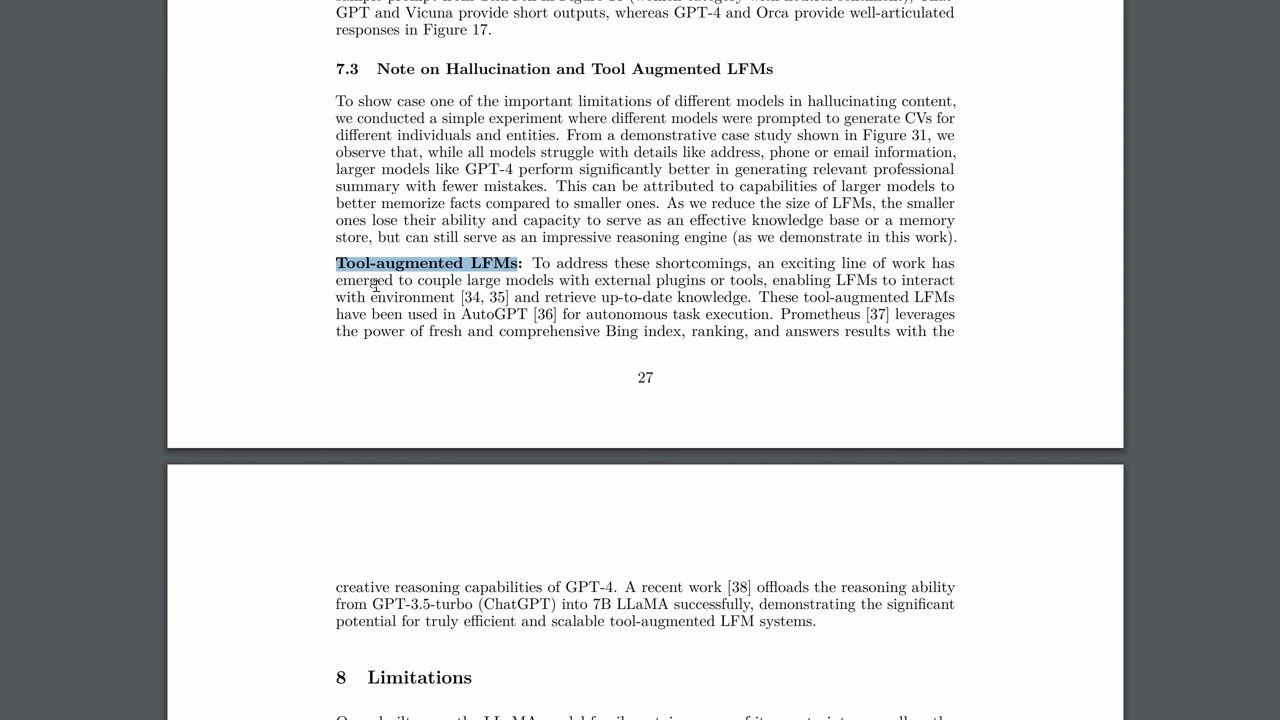 GPT and Vicuna provide short outputs, whereas GPT-4 and Orca provide well-articulated
responses in Figure 17.
7.3 Note on Hallucination and Tool Augmented LFMs
To show case one of the important limitations of different models in hallucinating content,
we conducted a simple experiment where different models were prompted to generate CVs for
different individuals and entities. From a demonstrative case study shown in Figure 31, we
observe that, while all models struggle with details like address, phone or email information,
larger models like GPT-4 perform significantly better in generating relevant professional
summary with fewer mistakes. This can be attributed to capabilities of larger models to
better memorize facts compared to smaller ones. As we reduce the size of LFMs, the smaller
ones lose their ability and capacity to serve as an effective knowledge base or a memory
store, but can still serve as an impressive reasoning engine (as we demonstrate in this work).
Tool-augmented LFMs: To address these shortcomings, an exciting line of work has
emerged to couple large models with external plugins or tools, enabling LFMs to interact
with environment [34, 35] and retrieve up-to-date knowledge. These tool-augmented LFMs
have been used in AutoGPT [36] for autonomous task execution. Prometheus [37] leverages
the power of fresh and comprehensive Bing index, ranking, and answers results with the
27
creative reasoning capabilities of GPT-4. A recent work [38] offloads the reasoning ability
from GPT-3.5-turbo (ChatGPT) into 7B LLaMA successfully, demonstrating the significant
potential for truly efficient and scalable tool-augmented LFM systems.
8 Limitations